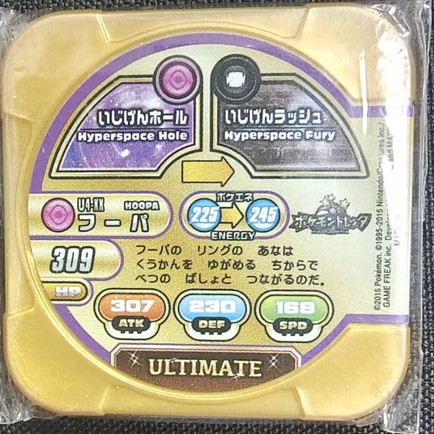 いじげんホール
Hyperspace Hole
いじげんラッシュ
Hyperspace Fury
U4-XX HOOPA
フーパ
ポケエネ
225 245
ENERGY
ポケモントレッタ
309
HP
フーパの リングの あなは
くうかんを ゆがめる ちからで
べつの ばしょと つながるのだ。
307 230 168
ATK DEF SPD
ULTIMATE
©2015 Pokémon. ©1995-2015 Nintendo/Creatures Inc./
GAME FREAK inc.